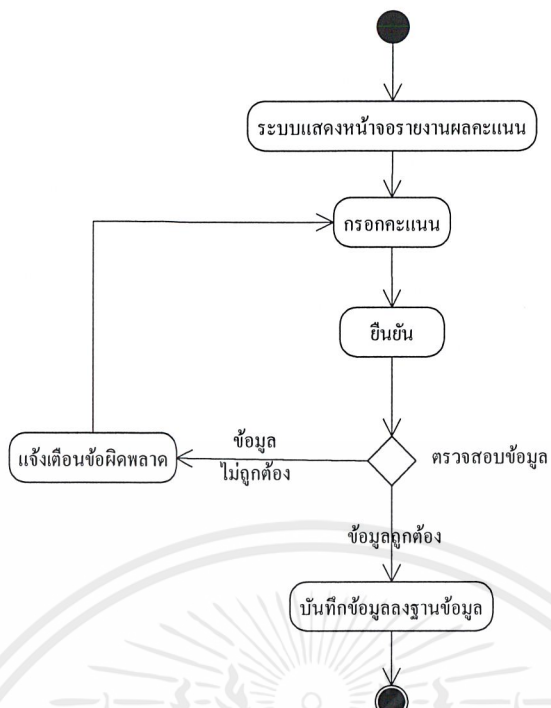 ระบบแสดงหน้าจอรายงานผลคะแนน
กรอกคะแนน
ยืนยัน
แจ้งเตือนข้อผิดพลาด
ข้อมูล
ไม่ถูกต้อง
ตรวจสอบข้อมูล
ข้อมูลถูกต้อง
บันทึกข้อมูลลงฐานข้อมูล